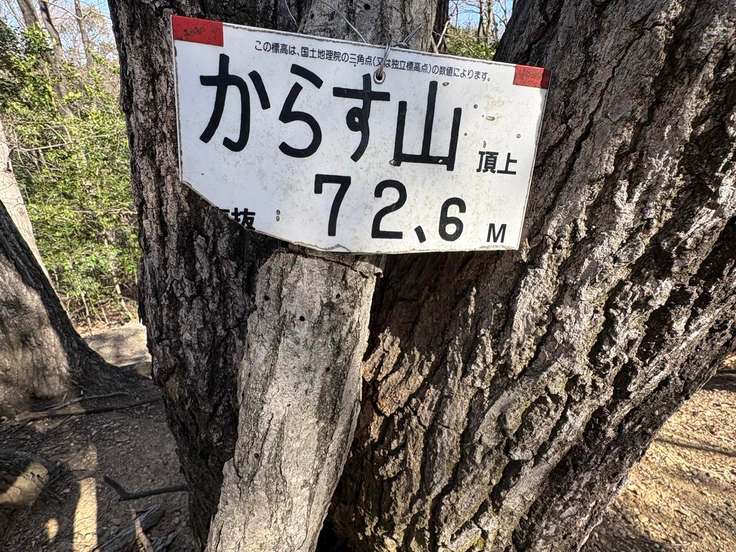 この標高は、国土地理院の三角点(又は独立標高点)の数値によります。
からす山 頂上
抜 72、6 M